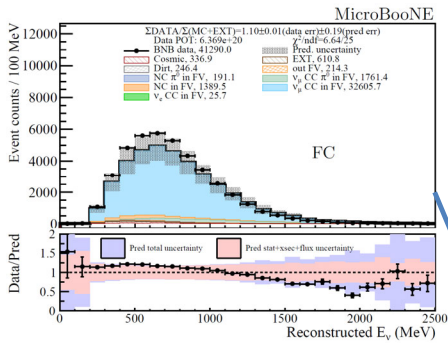 MicroBooNE
ΣDATA/Σ(MC+EXT)=1.10±0.01(data err)±0.19(pred err)
Data POT: 6.369e+20 χ²/ndf=6.64/25
BNB data, 41290.0 Pred. uncertainty
Cosmic, 336.9 EXT, 610.8
Dirt, 246.4 out FV, 214.3
NC π⁰ in FV, 191.1 ν_μ CC π⁰ in FV, 1761.4
NC in FV, 1389.5 ν_μ CC in FV, 32605.7
ν_e CC in FV, 25.7
Event counts / 100 MeV
12000
10000
8000
6000
4000
2000
0
FC
Data/Pred
2
1.5
1
0.5
0
Pred total uncertainty Pred stat+xsec+flux uncertainty
0 500 1000 1500 2000 2500
Reconstructed E_ν (MeV)